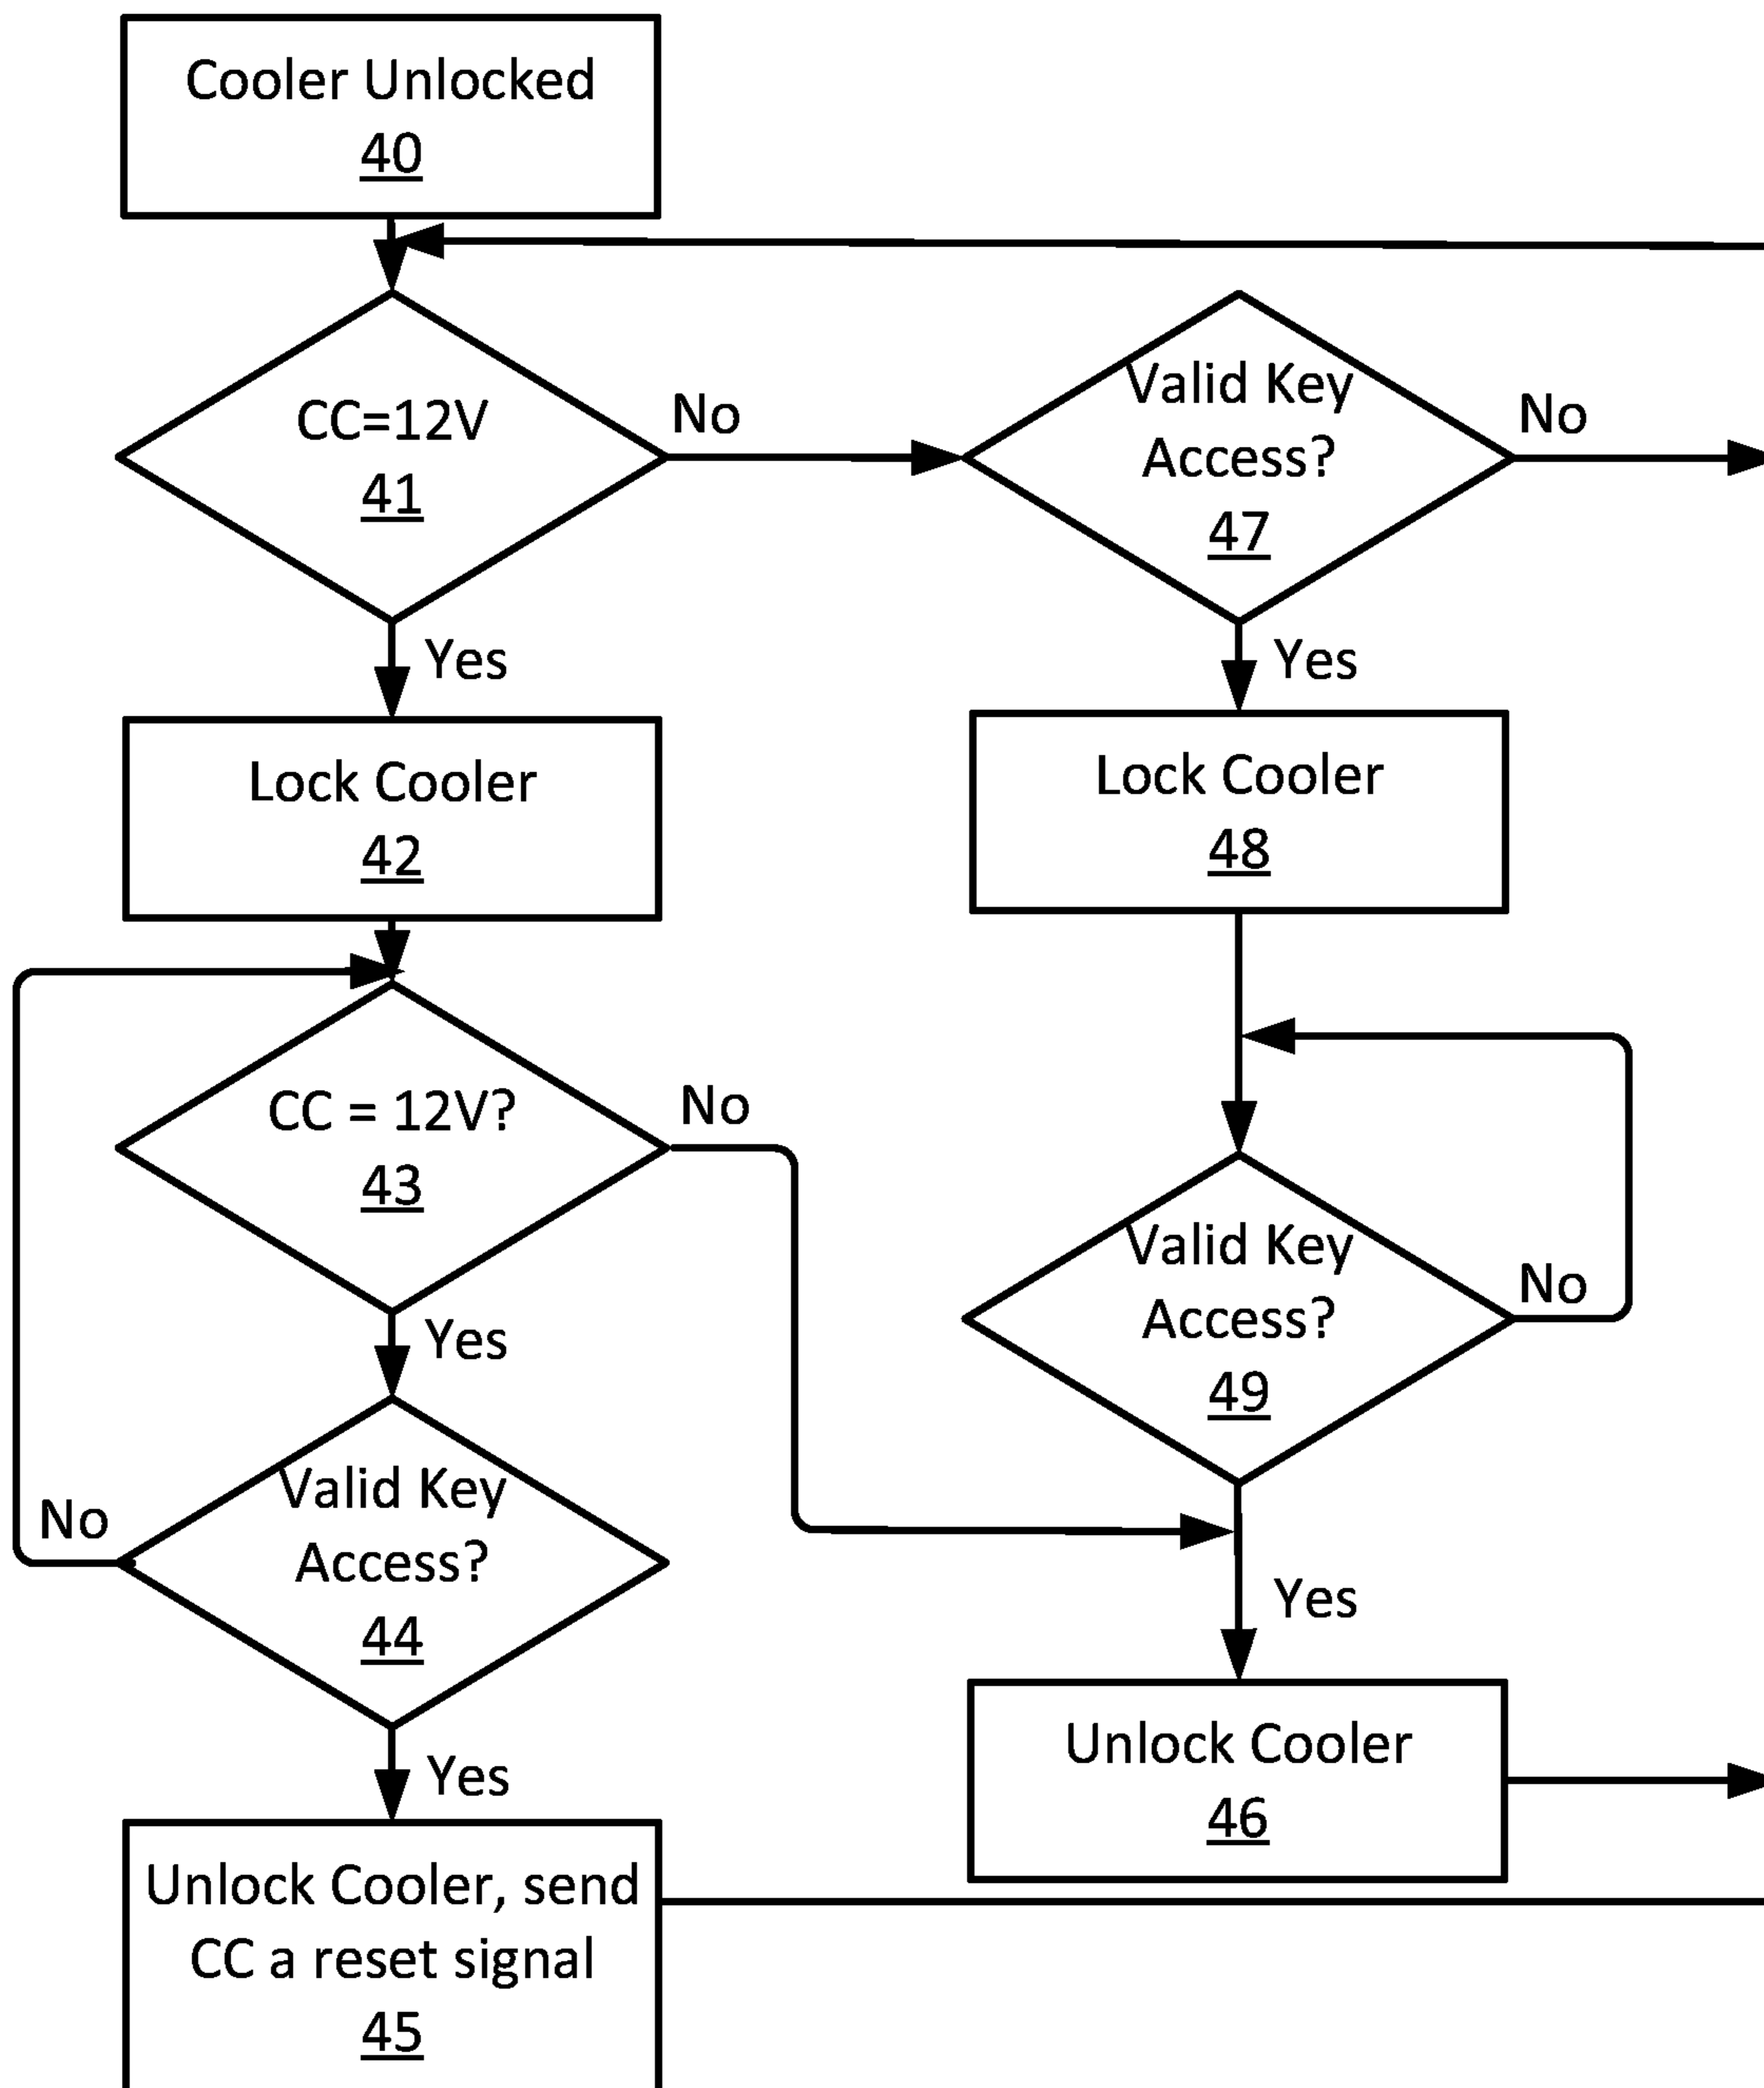 Cooler Unlocked
40
CC=12V
41
No
Valid Key
Access?
47
No
Yes
Yes
Lock Cooler
42
Lock Cooler
48
CC = 12V?
43
No
Valid Key
Access?
49
No
Yes
Valid Key
Access?
44
No
Yes
Yes
Unlock Cooler
46
Unlock Cooler, send
CC a reset signal
45